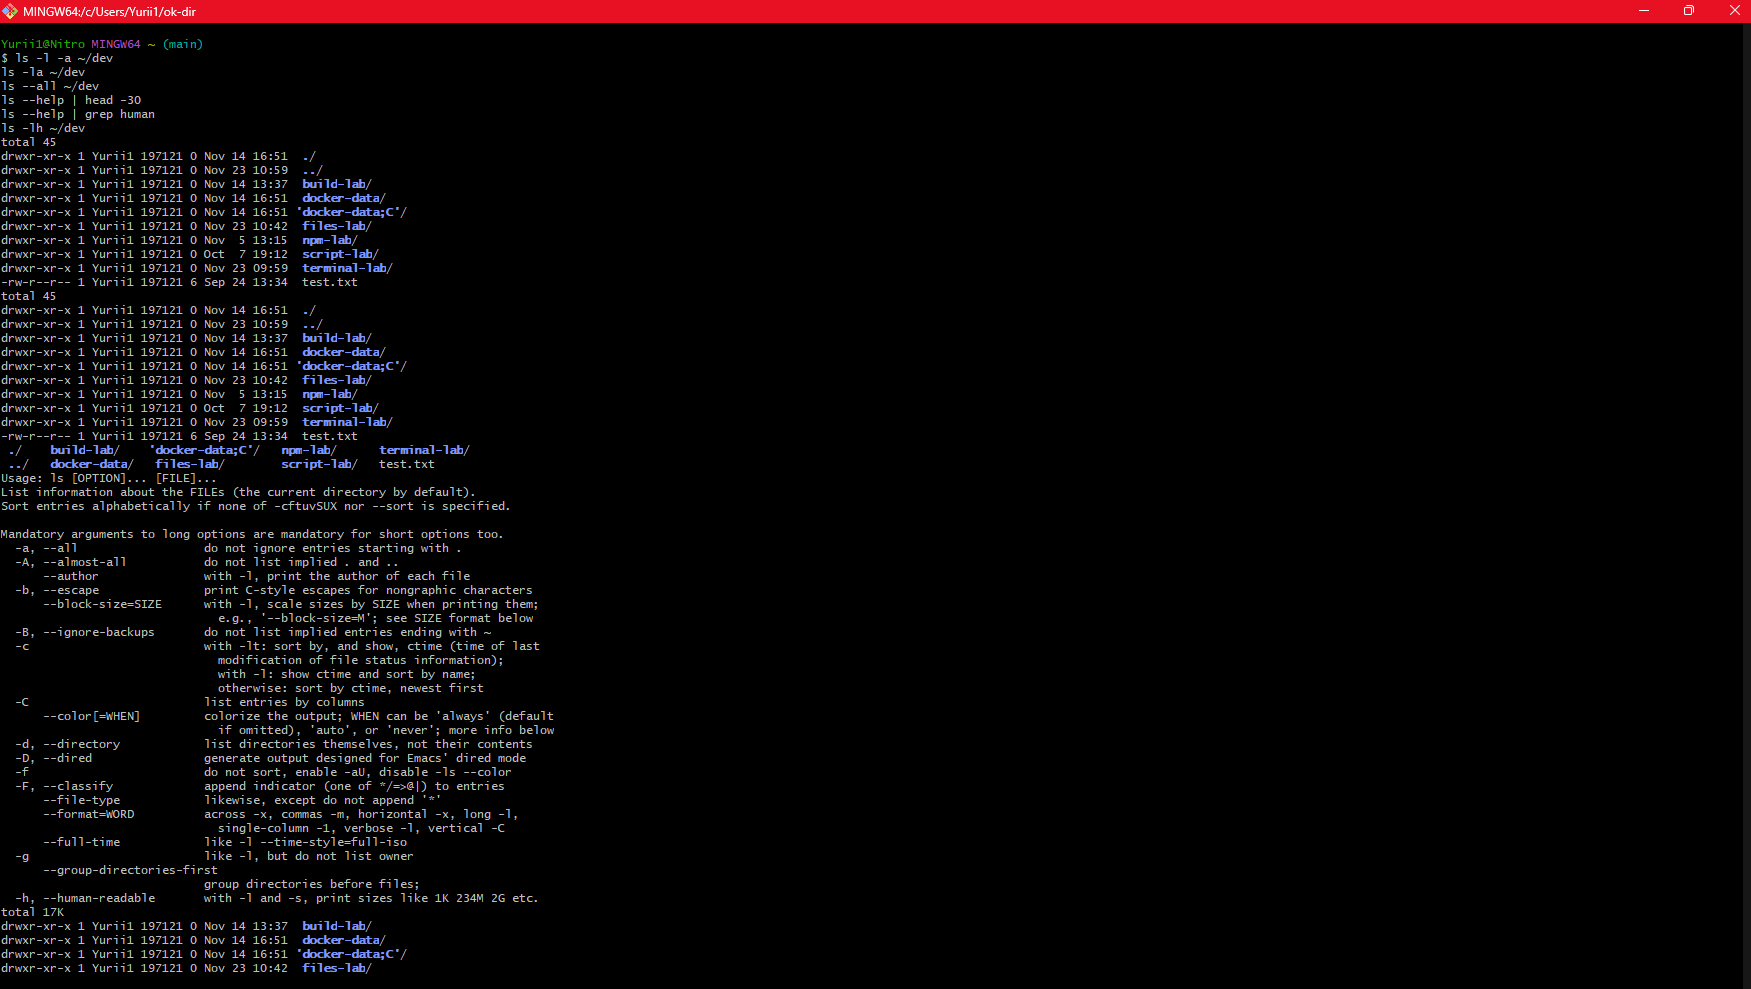 MINGW64:/c/Users/Yurii1/ok-dir
Yurii1@Nitro MINGW64 ~ (main)
$ ls -l -a ~/dev
ls -la ~/dev
ls --all ~/dev
ls --help | head -30
ls --help | grep human
ls -lh ~/dev
total 45
drwxr-xr-x 1 Yurii1 197121 0 Nov 14 16:51  ./
drwxr-xr-x 1 Yurii1 197121 0 Nov 23 10:59  ../
drwxr-xr-x 1 Yurii1 197121 0 Nov 14 13:37  build-lab/
drwxr-xr-x 1 Yurii1 197121 0 Nov 14 16:51  docker-data/
drwxr-xr-x 1 Yurii1 197121 0 Nov 14 16:51 'docker-data;C'/
drwxr-xr-x 1 Yurii1 197121 0 Nov 23 10:42  files-lab/
drwxr-xr-x 1 Yurii1 197121 0 Nov  5 13:15  npm-lab/
drwxr-xr-x 1 Yurii1 197121 0 Oct  7 19:12  script-lab/
drwxr-xr-x 1 Yurii1 197121 0 Nov 23 09:59  terminal-lab/
-rw-r--r-- 1 Yurii1 197121 6 Sep 24 13:34  test.txt
total 45
drwxr-xr-x 1 Yurii1 197121 0 Nov 14 16:51  ./
drwxr-xr-x 1 Yurii1 197121 0 Nov 23 10:59  ../
drwxr-xr-x 1 Yurii1 197121 0 Nov 14 13:37  build-lab/
drwxr-xr-x 1 Yurii1 197121 0 Nov 14 16:51  docker-data/
drwxr-xr-x 1 Yurii1 197121 0 Nov 14 16:51 'docker-data;C'/
drwxr-xr-x 1 Yurii1 197121 0 Nov 23 10:42  files-lab/
drwxr-xr-x 1 Yurii1 197121 0 Nov  5 13:15  npm-lab/
drwxr-xr-x 1 Yurii1 197121 0 Oct  7 19:12  script-lab/
drwxr-xr-x 1 Yurii1 197121 0 Nov 23 09:59  terminal-lab/
-rw-r--r-- 1 Yurii1 197121 6 Sep 24 13:34  test.txt
 ./    build-lab/    'docker-data;C'/   npm-lab/      terminal-lab/
 ../   docker-data/   files-lab/        script-lab/   test.txt
Usage: ls [OPTION]... [FILE]...
List information about the FILEs (the current directory by default).
Sort entries alphabetically if none of -cftuvSUX nor --sort is specified.

Mandatory arguments to long options are mandatory for short options too.
  -a, --all                  do not ignore entries starting with .
  -A, --almost-all           do not list implied . and ..
      --author               with -l, print the author of each file
  -b, --escape               print C-style escapes for nongraphic characters
      --block-size=SIZE      with -l, scale sizes by SIZE when printing them;
                               e.g., '--block-size=M'; see SIZE format below
  -B, --ignore-backups       do not list implied entries ending with ~
  -c                         with -lt: sort by, and show, ctime (time of last
                               modification of file status information);
                               with -l: show ctime and sort by name;
                               otherwise: sort by ctime, newest first
  -C                         list entries by columns
      --color[=WHEN]         colorize the output; WHEN can be 'always' (default
                               if omitted), 'auto', or 'never'; more info below
  -d, --directory            list directories themselves, not their contents
  -D, --dired                generate output designed for Emacs' dired mode
  -f                         do not sort, enable -aU, disable -ls --color
  -F, --classify             append indicator (one of */=>@|) to entries
      --file-type            likewise, except do not append '*'
      --format=WORD          across -x, commas -m, horizontal -x, long -l,
                               single-column -1, verbose -l, vertical -C
      --full-time            like -l --time-style=full-iso
  -g                         like -l, but do not list owner
      --group-directories-first
                             group directories before files;
  -h, --human-readable       with -l and -s, print sizes like 1K 234M 2G etc.
total 17K
drwxr-xr-x 1 Yurii1 197121 0 Nov 14 13:37  build-lab/
drwxr-xr-x 1 Yurii1 197121 0 Nov 14 16:51  docker-data/
drwxr-xr-x 1 Yurii1 197121 0 Nov 14 16:51 'docker-data;C'/
drwxr-xr-x 1 Yurii1 197121 0 Nov 23 10:42  files-lab/